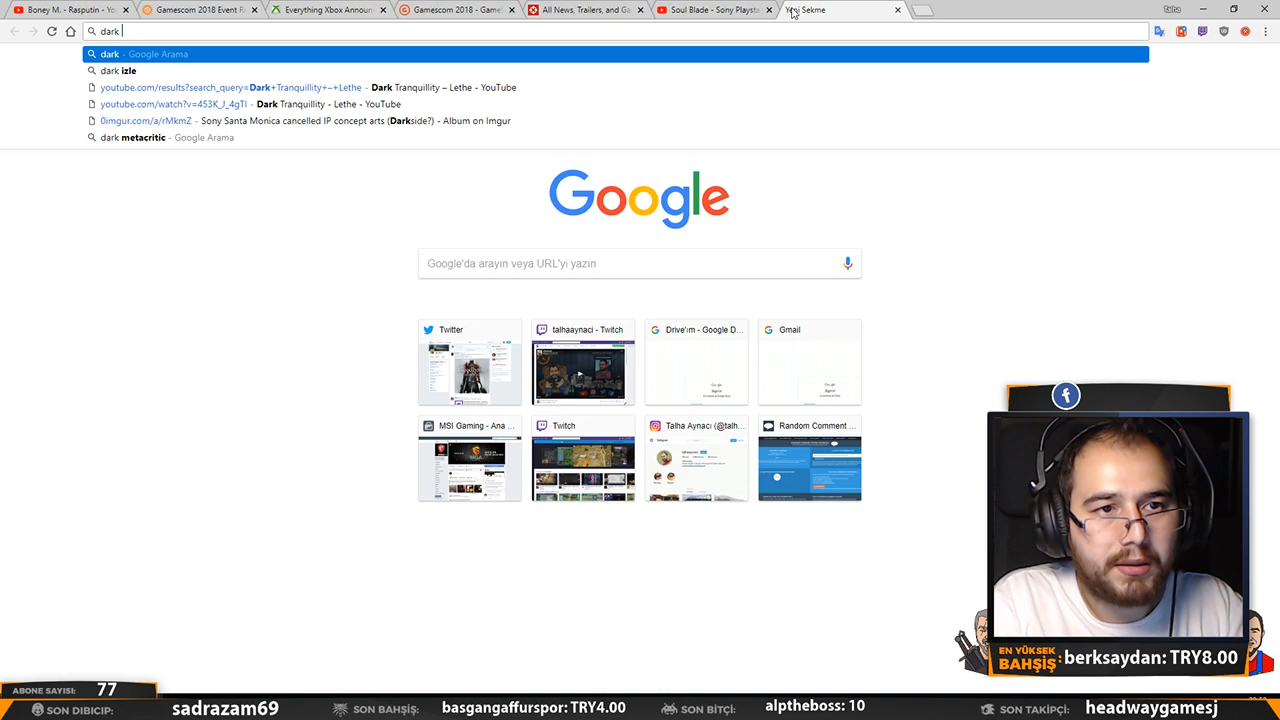 Boney M. - Rasputin - Yo
Gamescom 2018 Event R
Everything Xbox Announ
Gamescom 2018 - Game
All News, Trailers, and Ga
Soul Blade - Sony Playsta
Yeni Sekme
Talha
dark
dark - Google Arama
dark izle
youtube.com/results?search_query=Dark+Tranquillity+–+Lethe - Dark Tranquillity – Lethe - YouTube
youtube.com/watch?v=453K_J_4gTI - Dark Tranquility - Lethe - YouTube
0imgur.com/a/rMkmZ - Sony Santa Monica cancelled IP concept arts (Darkside?) - Album on Imgur
dark metacritic - Google Arama
Google
Google'da arayın veya URL'yi yazın
Twitter
talhaaynaci - Twitch
Drive'ım - Google D...
Gmail
MSI Gaming - Ana ...
Twitch
Talha Aynacı (@talh...
Random Comment ...
EN YÜKSEK BAHŞİŞ: berksaydan: TRY8.00
ABONE SAYISI: 77
SON DIBICIP: sadrazam69
SON BAHŞİŞ: basgangaffurspor: TRY4.00
SON BİTÇİ: alptheboss: 10
SON TAKİPÇİ: headwaygamesj